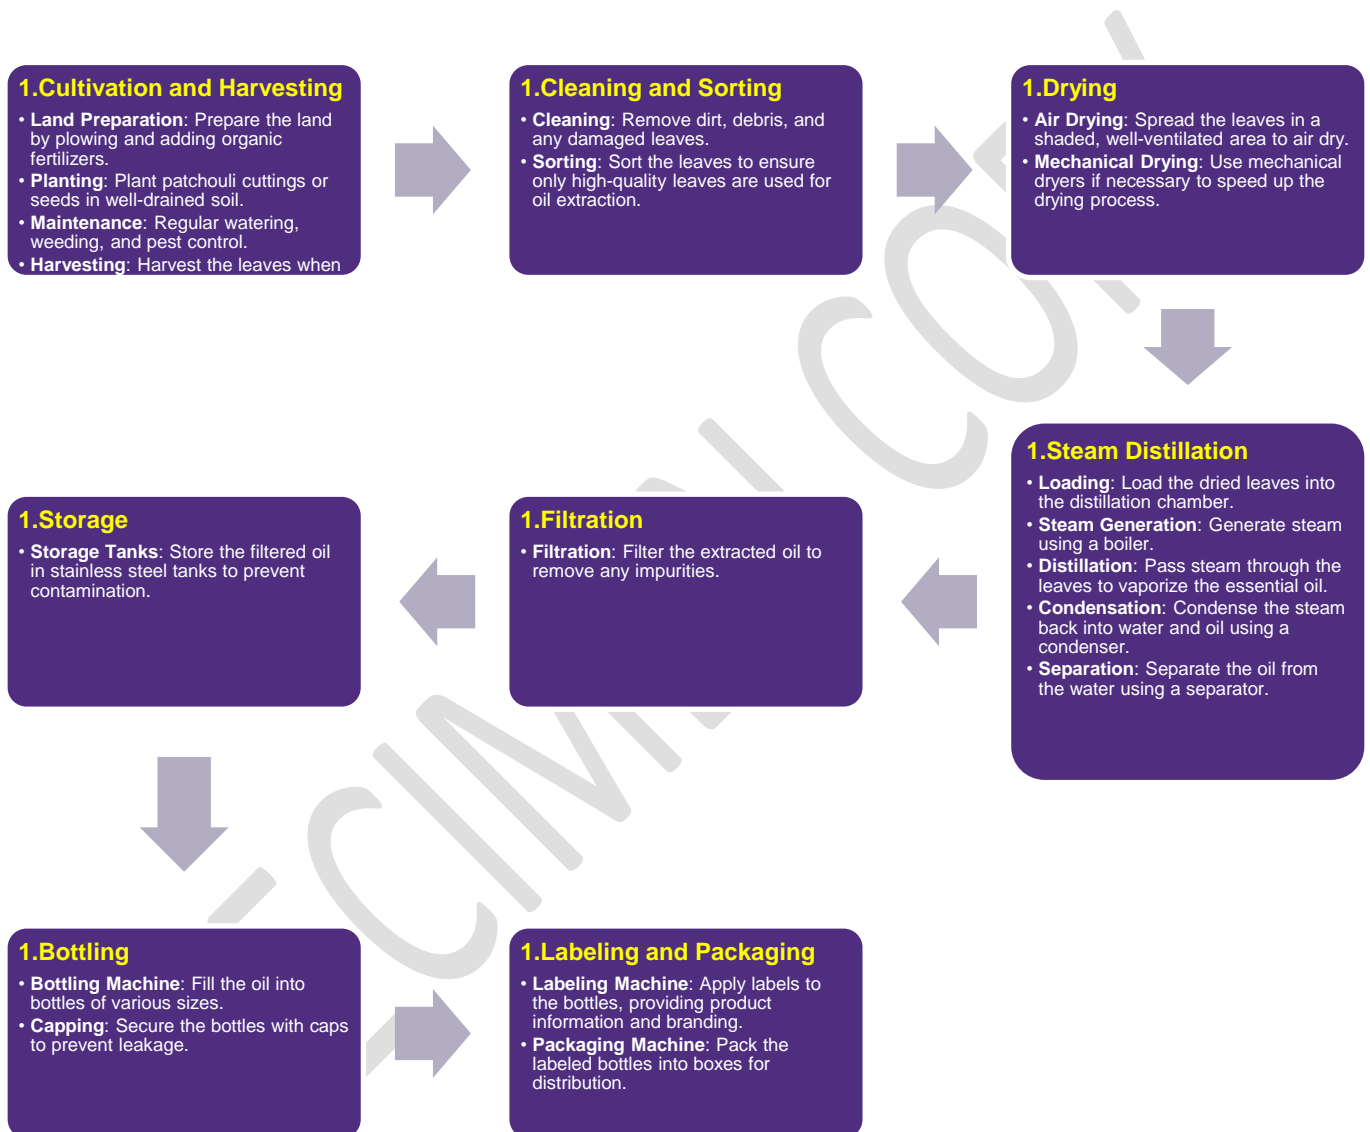 1.Cultivation and Harvesting
• Land Preparation: Prepare the land
by plowing and adding organic
fertilizers.
• Planting: Plant patchouli cuttings or
seeds in well-drained soil.
• Maintenance: Regular watering,
weeding, and pest control.
• Harvesting: Harvest the leaves when
1.Cleaning and Sorting
• Cleaning: Remove dirt, debris, and
any damaged leaves.
• Sorting: Sort the leaves to ensure
only high-quality leaves are used for
oil extraction.
1.Drying
• Air Drying: Spread the leaves in a
shaded, well-ventilated area to air dry.
• Mechanical Drying: Use mechanical
dryers if necessary to speed up the
drying process.
1.Steam Distillation
• Loading: Load the dried leaves into
the distillation chamber.
• Steam Generation: Generate steam
using a boiler.
• Distillation: Pass steam through the
leaves to vaporize the essential oil.
• Condensation: Condense the steam
back into water and oil using a
condenser.
• Separation: Separate the oil from
the water using a separator.
1.Filtration
• Filtration: Filter the extracted oil to
remove any impurities.
1.Storage
• Storage Tanks: Store the filtered oil
in stainless steel tanks to prevent
contamination.
1.Bottling
• Bottling Machine: Fill the oil into
bottles of various sizes.
• Capping: Secure the bottles with caps
to prevent leakage.
1.Labeling and Packaging
• Labeling Machine: Apply labels to
the bottles, providing product
information and branding.
• Packaging Machine: Pack the
labeled bottles into boxes for
distribution.